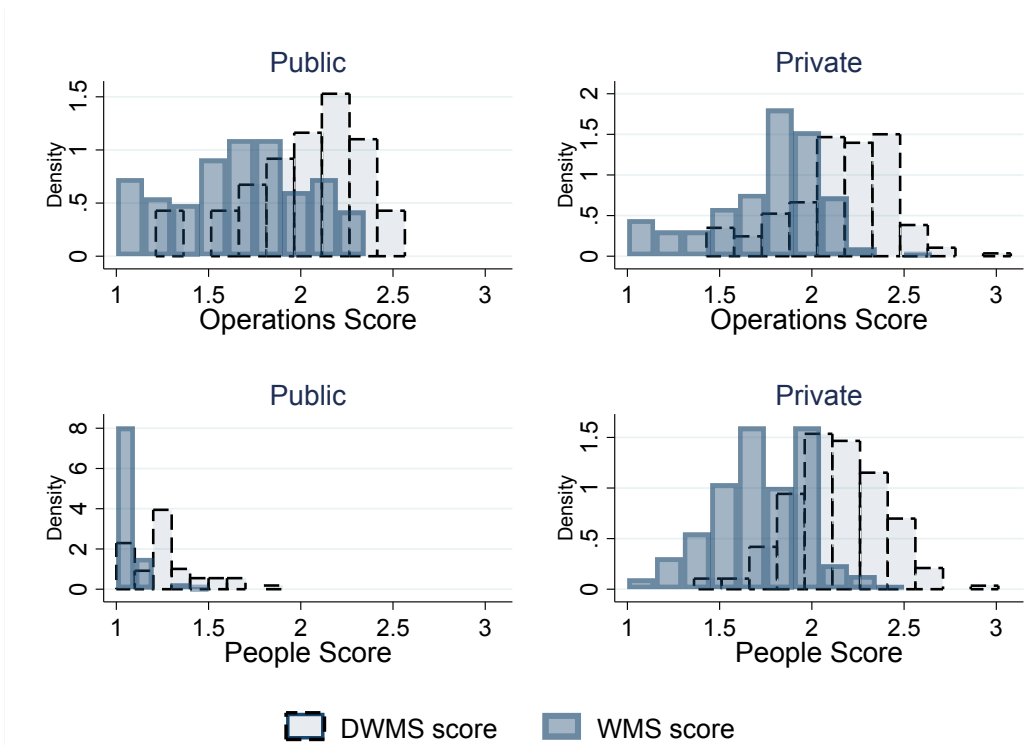 Public
Density
0 .5 1 1.5
1 1.5 2 2.5 3
Operations Score
Private
Density
0 .5 1 1.5 2
1 1.5 2 2.5 3
Operations Score
Public
Density
0 2 4 6 8
1 1.5 2 2.5 3
People Score
Private
Density
0 .5 1 1.5
1 1.5 2 2.5 3
People Score
DWMS score WMS score